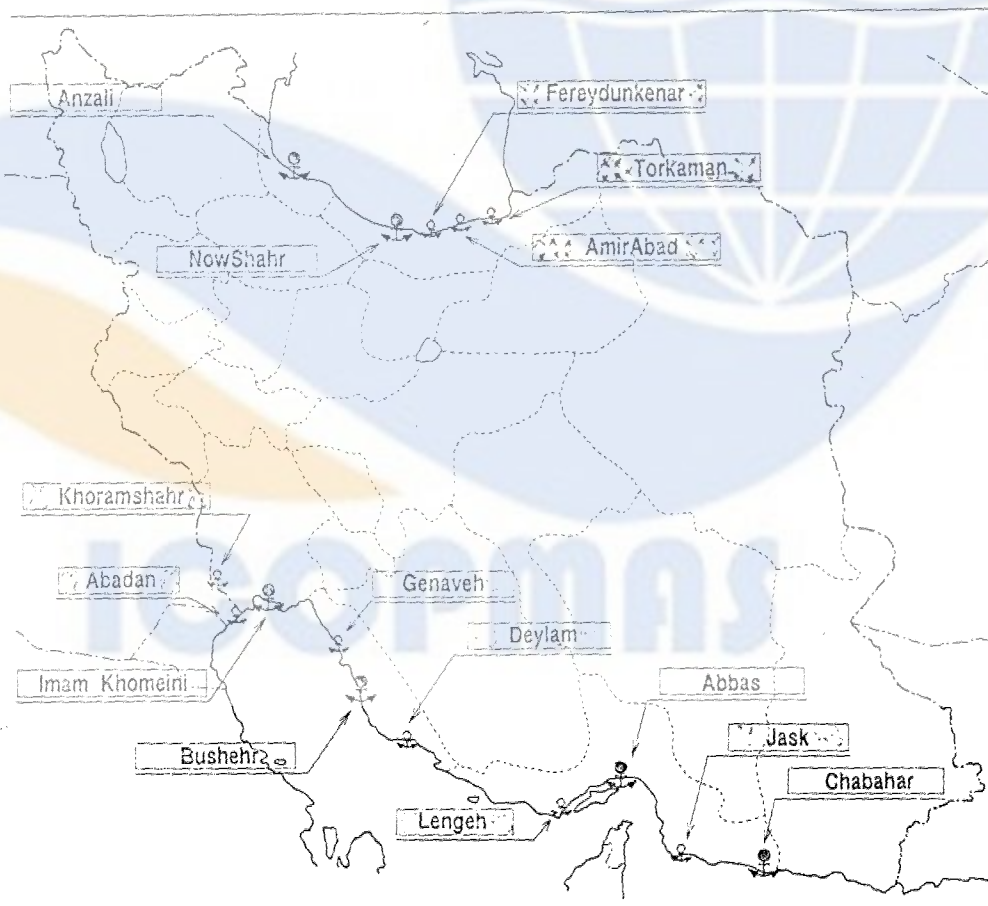 Anzali
Fereydunkenar
Torkaman
NowShahr
AmirAbad
Khoramshahr
Abadan
Genaveh
Deylam
Imam Khomeini
Abbas
Bushehr
Jask
Chabahar
Lengeh
ICOPMAS